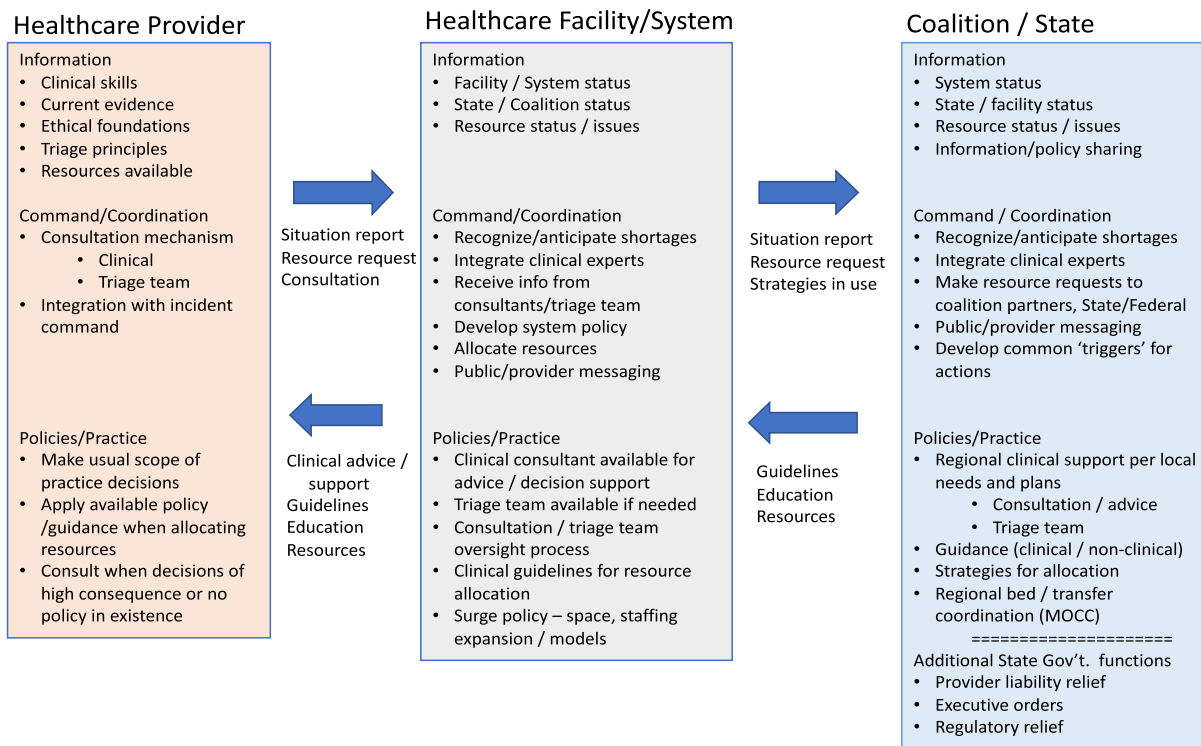 Healthcare Provider
Information
• Clinical skills
• Current evidence
• Ethical foundations
• Triage principles
• Resources available
Command/Coordination
• Consultation mechanism
• Clinical
• Triage team
• Integration with incident
command
Policies/Practice
• Make usual scope of
practice decisions
• Apply available policy
/guidance when allocating
resources
• Consult when decisions of
high consequence or no
policy in existence
Situation report
Resource request
Consultation
Clinical advice /
support
Guidelines
Education
Resources
Healthcare Facility/System
Information
• Facility / System status
• State / Coalition status
• Resource status / issues
Command/Coordination
• Recognize/anticipate shortages
• Integrate clinical experts
• Receive info from
consultants/triage team
• Develop system policy
• Allocate resources
• Public/provider messaging
Policies/Practice
• Clinical consultant available for
advice / decision support
• Triage team available if needed
• Consultation / triage team
oversight process
• Clinical guidelines for resource
allocation
• Surge policy – space, staffing
expansion / models
Situation report
Resource request
Strategies in use
Guidelines
Education
Resources
Coalition / State
Information
• System status
• State / facility status
• Resource status / issues
• Information/policy sharing
Command / Coordination
• Recognize/anticipate shortages
• Integrate clinical experts
• Make resource requests to
coalition partners, State/Federal
• Public/provider messaging
• Develop common ‘triggers’ for
actions
Policies/Practice
• Regional clinical support per local
needs and plans
• Consultation / advice
• Triage team
• Guidance (clinical / non-clinical)
• Strategies for allocation
• Regional bed / transfer
coordination (MOCC)
=====================
Additional State Gov’t. functions
• Provider liability relief
• Executive orders
• Regulatory relief